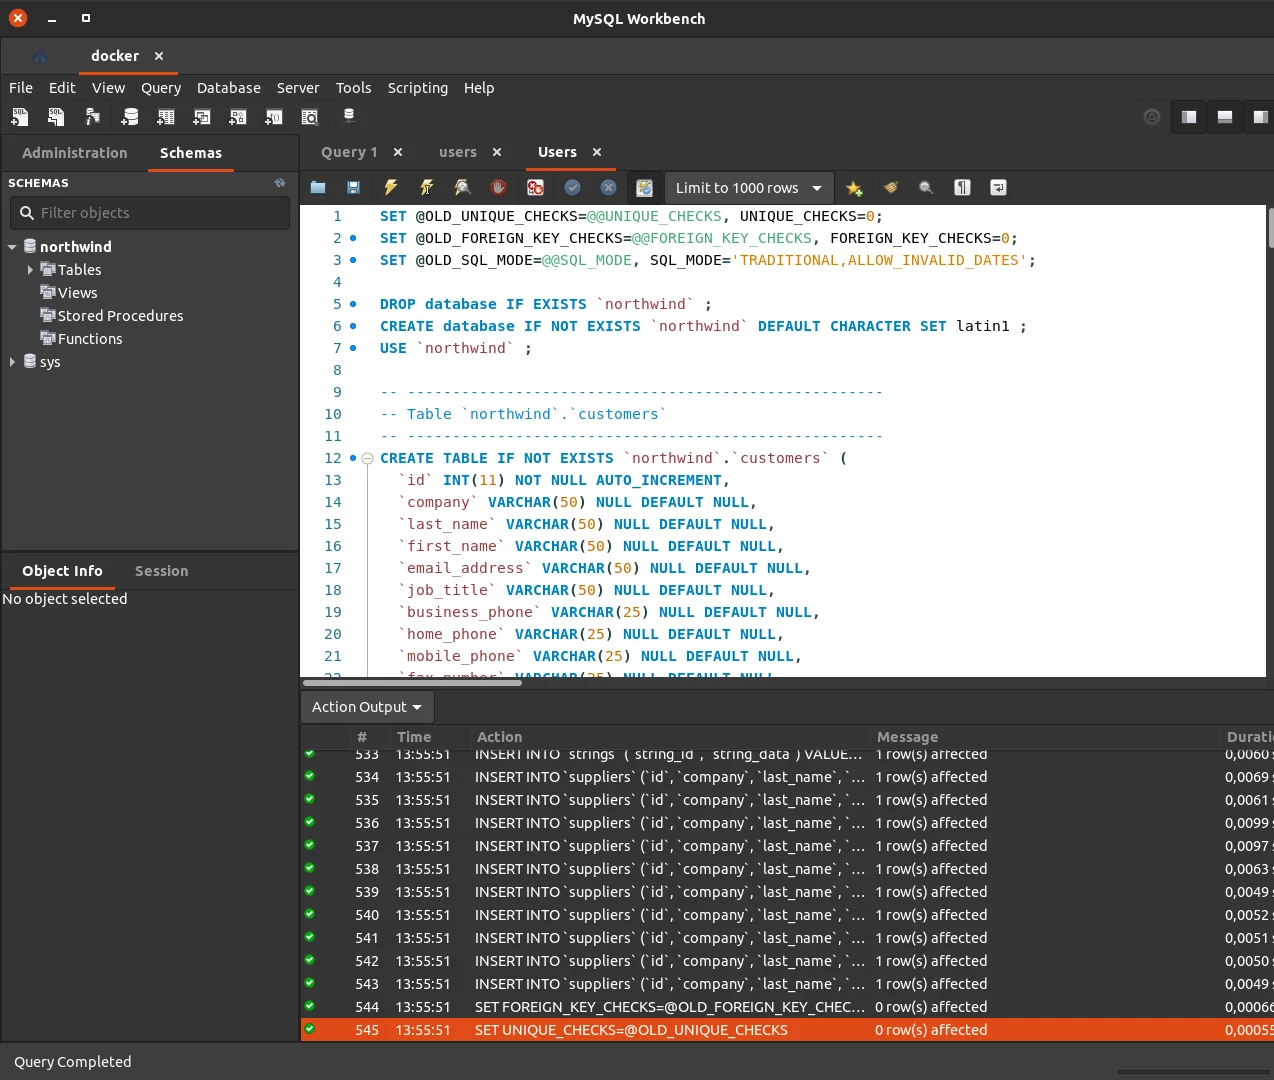 MySQL Workbench
docker
File Edit View Query Database Server Tools Scripting Help
Administration Schemas
SCHEMAS
Filter objects
northwind
Tables
Views
Stored Procedures
Functions
sys
Object Info Session
No object selected
Query 1 users Users
Limit to 1000 rows
1 SET @OLD_UNIQUE_CHECKS=@@UNIQUE_CHECKS, UNIQUE_CHECKS=0;
2 SET @OLD_FOREIGN_KEY_CHECKS=@@FOREIGN_KEY_CHECKS, FOREIGN_KEY_CHECKS=0;
3 SET @OLD_SQL_MODE=@@SQL_MODE, SQL_MODE='TRADITIONAL,ALLOW_INVALID_DATES';
4
5 DROP database IF EXISTS `northwind` ;
6 CREATE database IF NOT EXISTS `northwind` DEFAULT CHARACTER SET latin1 ;
7 USE `northwind` ;
8
9 -- -----------------------------------------------------
10 -- Table `northwind`.`customers`
11 -- -----------------------------------------------------
12 CREATE TABLE IF NOT EXISTS `northwind`.`customers` (
13 `id` INT(11) NOT NULL AUTO_INCREMENT,
14 `company` VARCHAR(50) NULL DEFAULT NULL,
15 `last_name` VARCHAR(50) NULL DEFAULT NULL,
16 `first_name` VARCHAR(50) NULL DEFAULT NULL,
17 `email_address` VARCHAR(50) NULL DEFAULT NULL,
18 `job_title` VARCHAR(50) NULL DEFAULT NULL,
19 `business_phone` VARCHAR(25) NULL DEFAULT NULL,
20 `home_phone` VARCHAR(25) NULL DEFAULT NULL,
21 `mobile_phone` VARCHAR(25) NULL DEFAULT NULL,
22 `fax_number` VARCHAR(25) NULL DEFAULT NULL
Action Output
# Time Action Message Durati
533 13:55:51 INSERT INTO `strings` (`string_id`, `string_data`) VALUE... 1 row(s) affected 0,0060 s
534 13:55:51 INSERT INTO `suppliers` (`id`, `company`, `last_name`, `... 1 row(s) affected 0,0069 s
535 13:55:51 INSERT INTO `suppliers` (`id`, `company`, `last_name`, `... 1 row(s) affected 0,0061 s
536 13:55:51 INSERT INTO `suppliers` (`id`, `company`, `last_name`, `... 1 row(s) affected 0,0099 s
537 13:55:51 INSERT INTO `suppliers` (`id`, `company`, `last_name`, `... 1 row(s) affected 0,0097 s
538 13:55:51 INSERT INTO `suppliers` (`id`, `company`, `last_name`, `... 1 row(s) affected 0,0063 s
539 13:55:51 INSERT INTO `suppliers` (`id`, `company`, `last_name`, `... 1 row(s) affected 0,0049 s
540 13:55:51 INSERT INTO `suppliers` (`id`, `company`, `last_name`, `... 1 row(s) affected 0,0052 s
541 13:55:51 INSERT INTO `suppliers` (`id`, `company`, `last_name`, `... 1 row(s) affected 0,0051 s
542 13:55:51 INSERT INTO `suppliers` (`id`, `company`, `last_name`, `... 1 row(s) affected 0,0050 s
543 13:55:51 INSERT INTO `suppliers` (`id`, `company`, `last_name`, `... 1 row(s) affected 0,0049 s
544 13:55:51 SET FOREIGN_KEY_CHECKS=@OLD_FOREIGN_KEY_CHEC... 0 row(s) affected 0,00066
545 13:55:51 SET UNIQUE_CHECKS=@OLD_UNIQUE_CHECKS 0 row(s) affected 0,00055
Query Completed